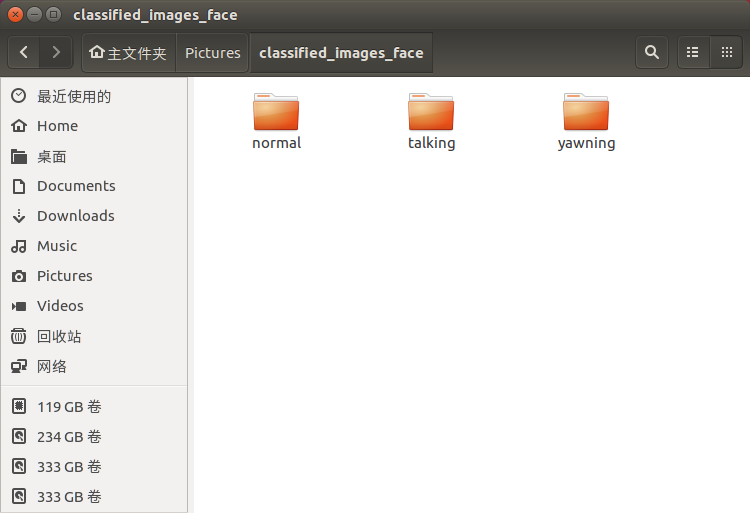 classified_images_face
主文件夹 Pictures classified_images_face
最近使用的
Home
桌面
Documents
Downloads
Music
Pictures
Videos
回收站
网络
119 GB 卷
234 GB 卷
333 GB 卷
333 GB 卷
normal talking yawning